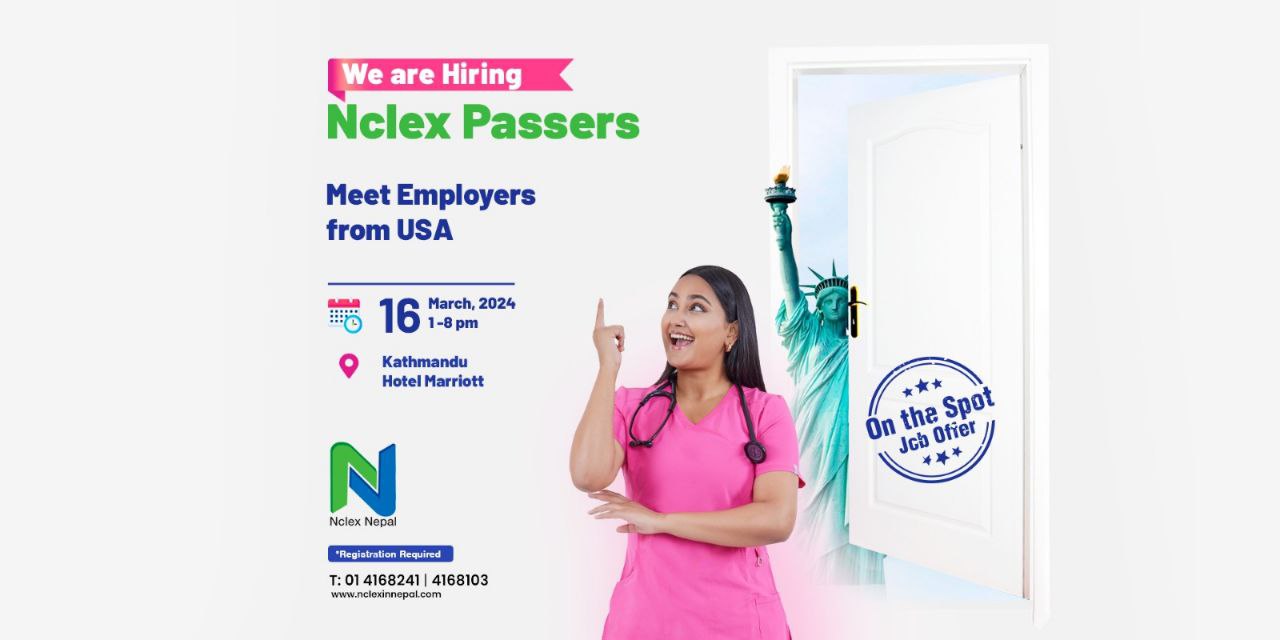 We are Hiring
Nclex Passers
Meet Employers
from USA
16 March, 2024
1-8 pm
Kathmandu
Hotel Marriott
On the Spot
Job Offer
Nclex Nepal
*Registration Required
T: 01 4168241 | 4168103
www.nclexinnepal.com